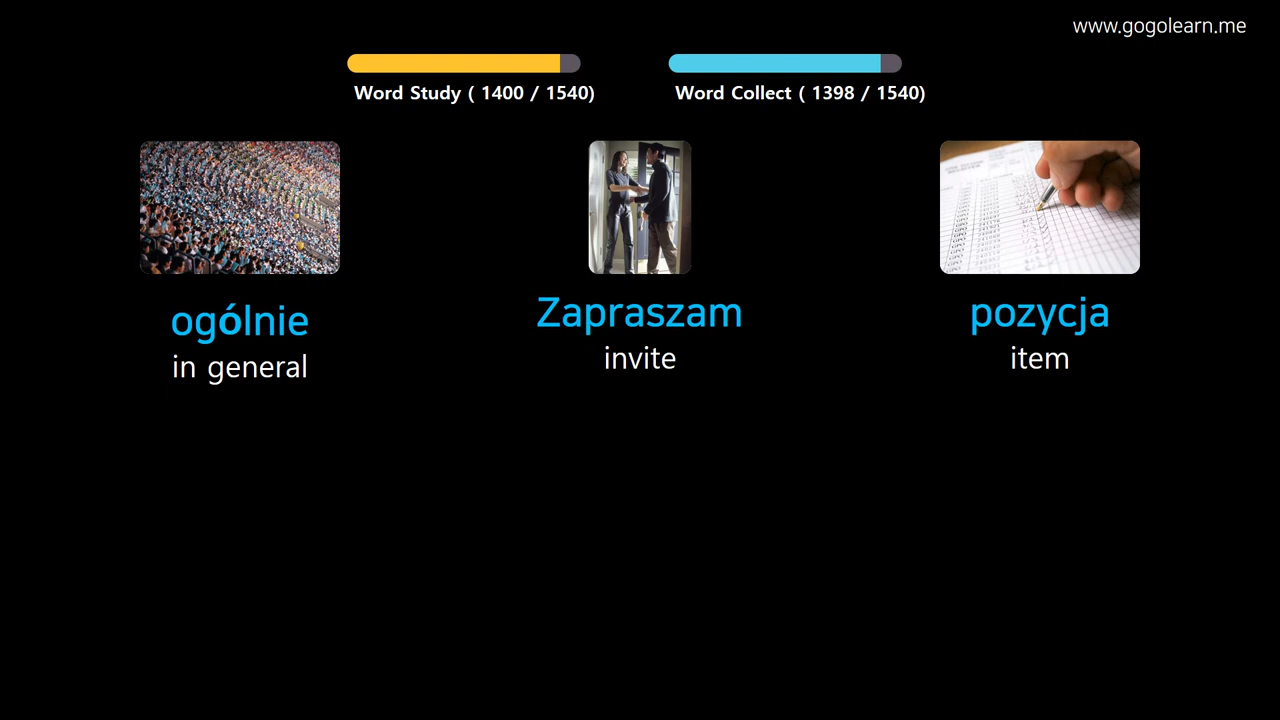 www.gogolearn.me
Word Study ( 1400 / 1540)
Word Collect ( 1398 / 1540)
ogólnie
in general
Zapraszam
invite
pozycja
item